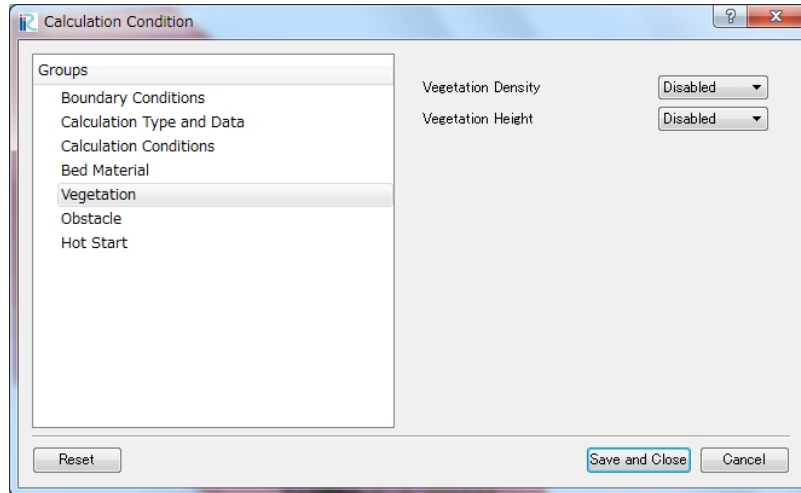 iRC Calculation Condition
Groups
Boundary Conditions
Calculation Type and Data
Calculation Conditions
Bed Material
Vegetation
Obstacle
Hot Start
Vegetation Density Disabled
Vegetation Height Disabled
Reset Save and Close Cancel